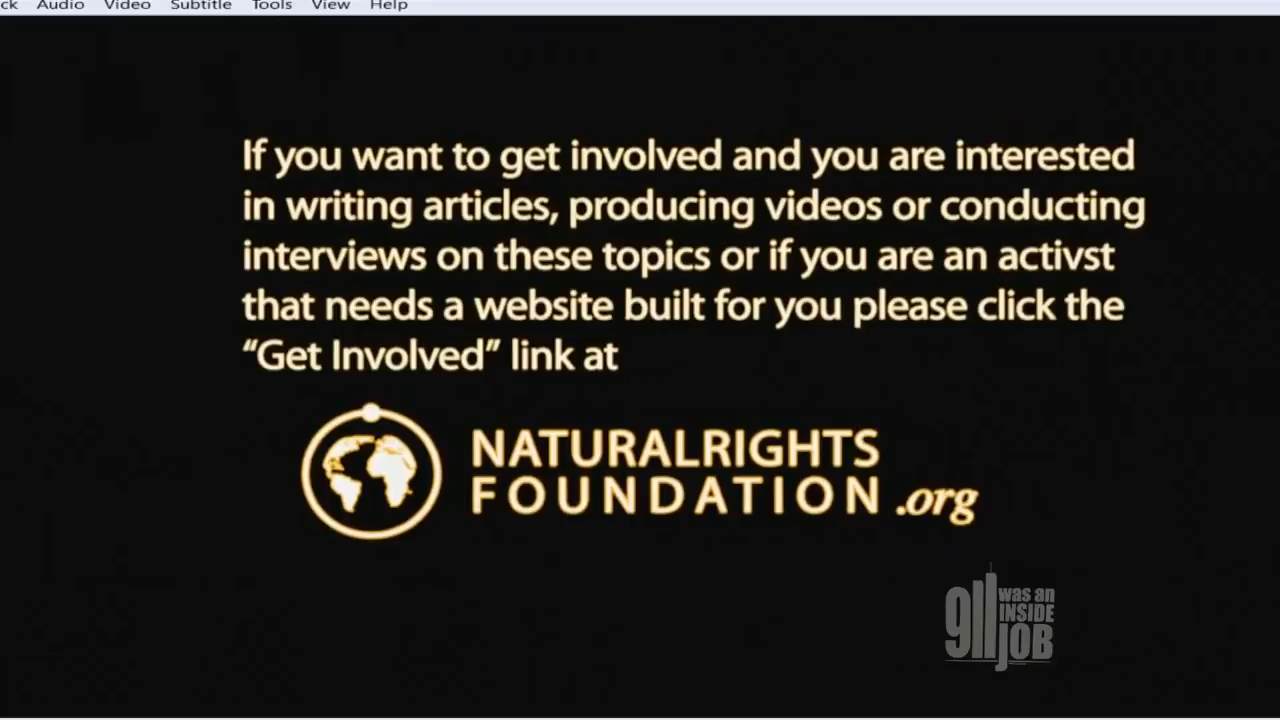 ck Audio Video Subtitle Tools View Help
If you want to get involved and you are interested
in writing articles, producing videos or conducting
interviews on these topics or if you are an activst
that needs a website built for you please click the
“Get Involved” link at
NATURALRIGHTS
FOUNDATION .org
911 was an
INSIDE
JOB